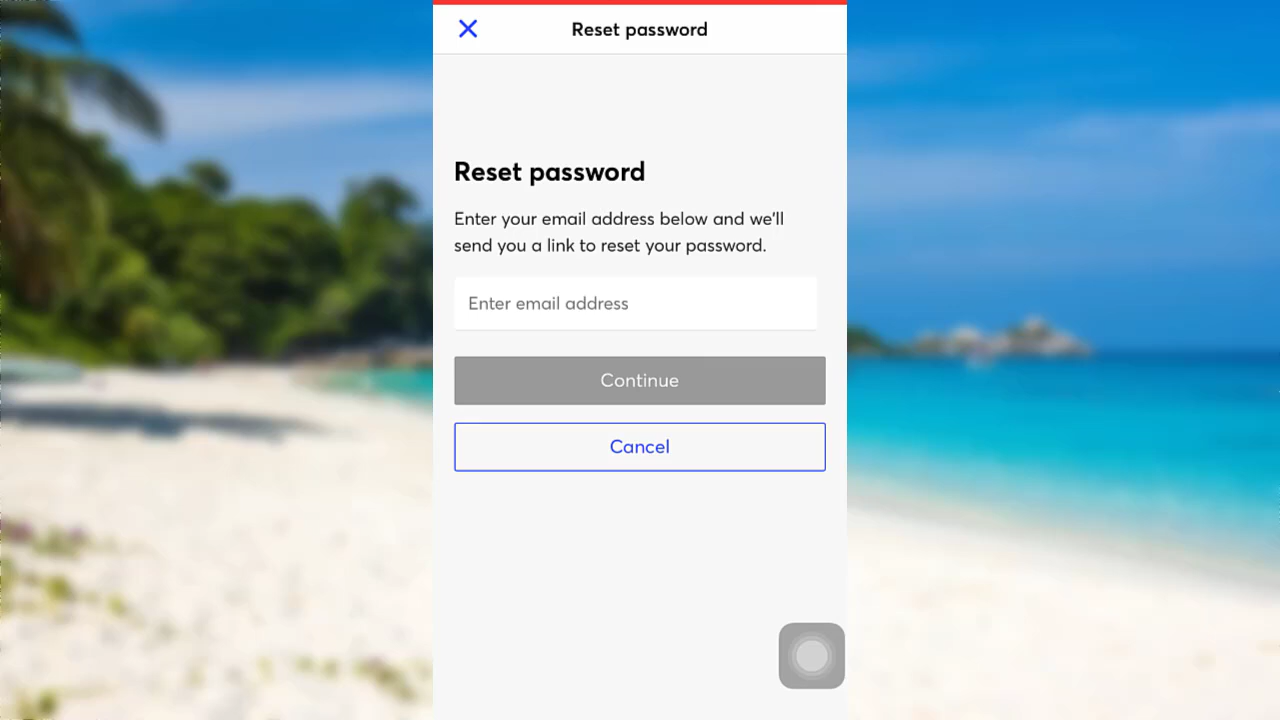 Reset password
Reset password
Enter your email address below and we'll
send you a link to reset your password.
Enter email address
Continue
Cancel